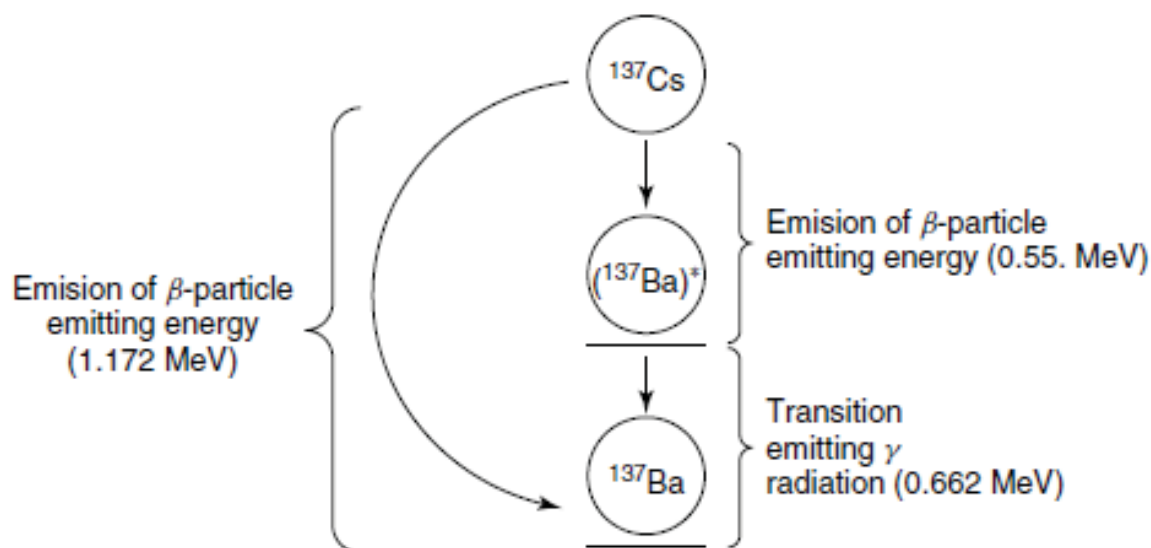 ¹³⁷Cs
Emision of β-particle
emitting energy
(1.172 MeV)
Emision of β-particle
emitting energy (0.55. MeV)
(¹³⁷Ba)*
Transition
emitting γ
radiation (0.662 MeV)
¹³⁷Ba